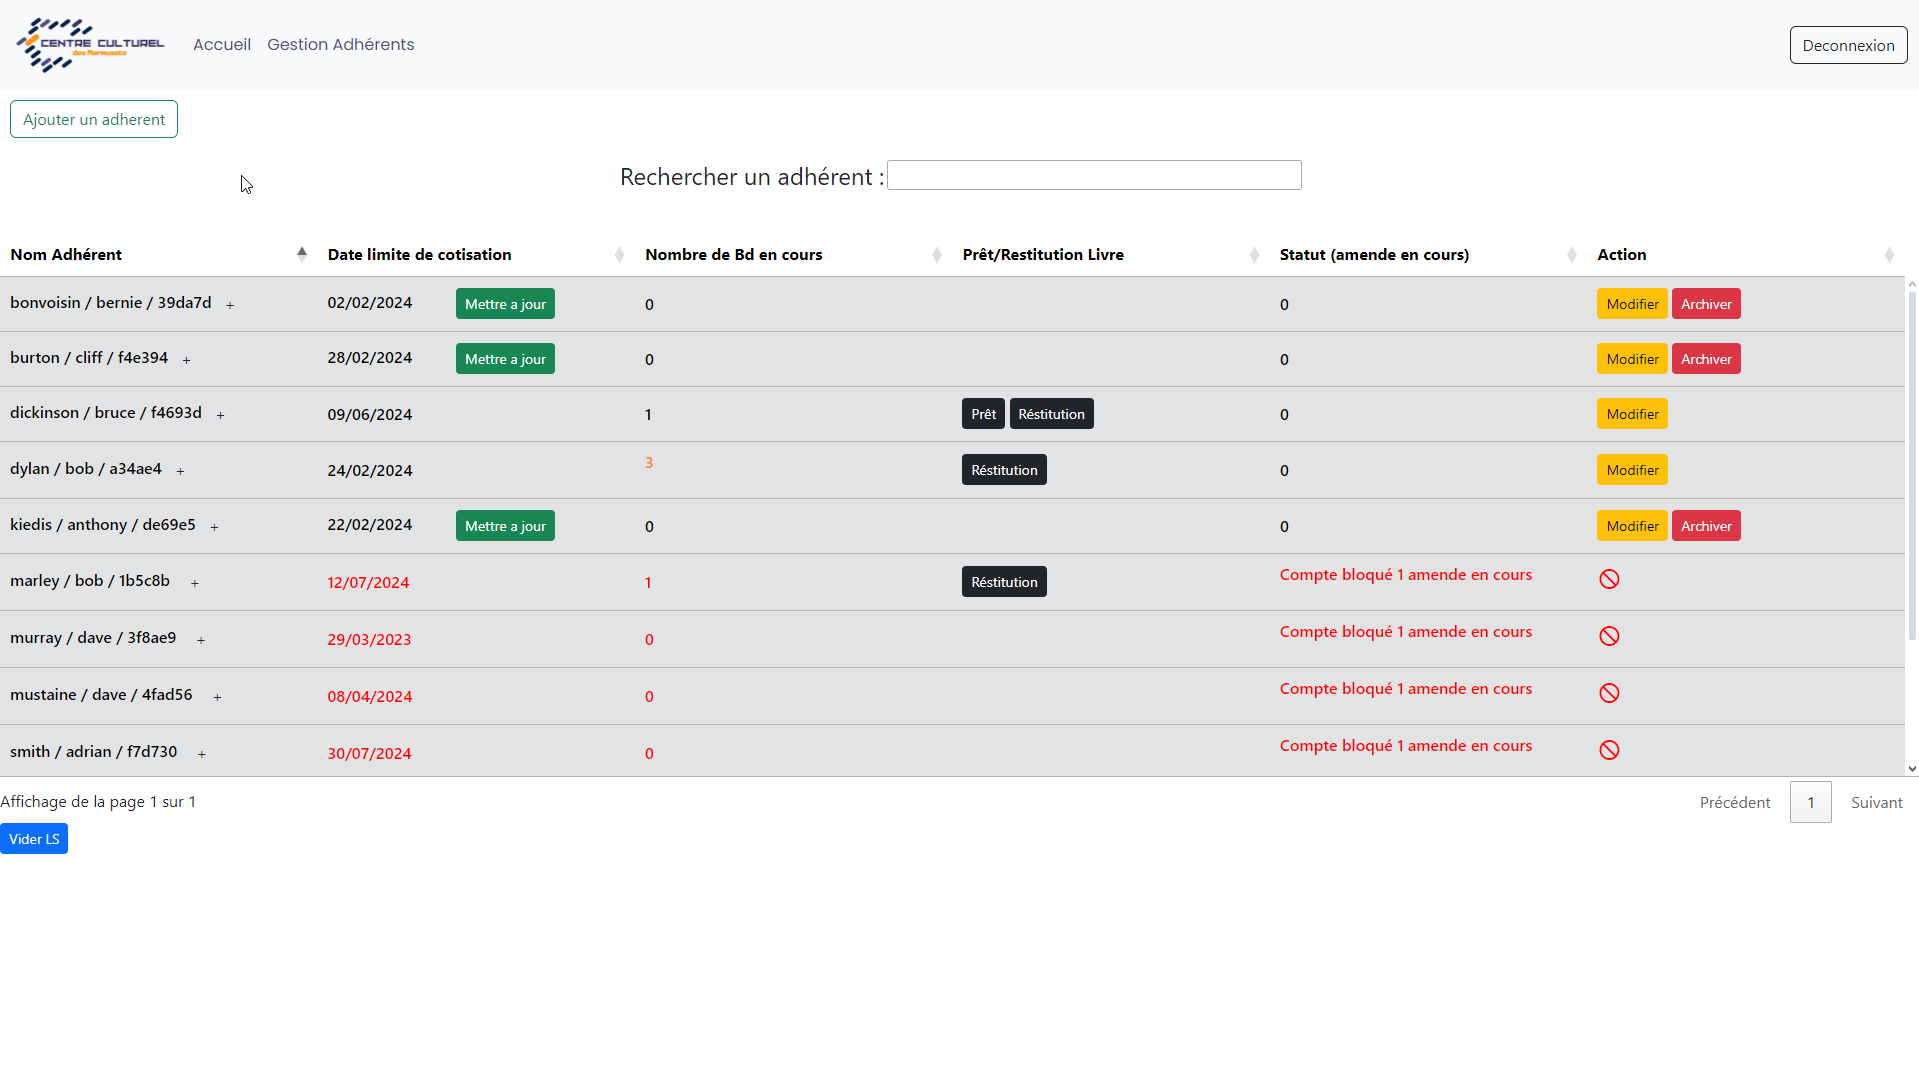 CENTRE CULTUREL
des Marmusots
Accueil Gestion Adhérents Deconnexion
Ajouter un adherent
Rechercher un adhérent :
Nom Adhérent Date limite de cotisation Nombre de Bd en cours Prêt/Restitution Livre Statut (amende en cours) Action
bonvoisin / bernie / 39da7d + 02/02/2024 Mettre a jour 0 0 Modifier Archiver
burton / cliff / f4e394 + 28/02/2024 Mettre a jour 0 0 Modifier Archiver
dickinson / bruce / f4693d + 09/06/2024 1 Prêt Réstitution 0 Modifier
dylan / bob / a34ae4 + 24/02/2024 3 Réstitution 0 Modifier
kiedis / anthony / de69e5 + 22/02/2024 Mettre a jour 0 0 Modifier Archiver
marley / bob / 1b5c8b + 12/07/2024 1 Réstitution Compte bloqué 1 amende en cours
murray / dave / 3f8ae9 + 29/03/2023 0 Compte bloqué 1 amende en cours
mustaine / dave / 4fad56 + 08/04/2024 0 Compte bloqué 1 amende en cours
smith / adrian / f7d730 + 30/07/2024 0 Compte bloqué 1 amende en cours
Affichage de la page 1 sur 1 Précédent 1 Suivant
Vider LS